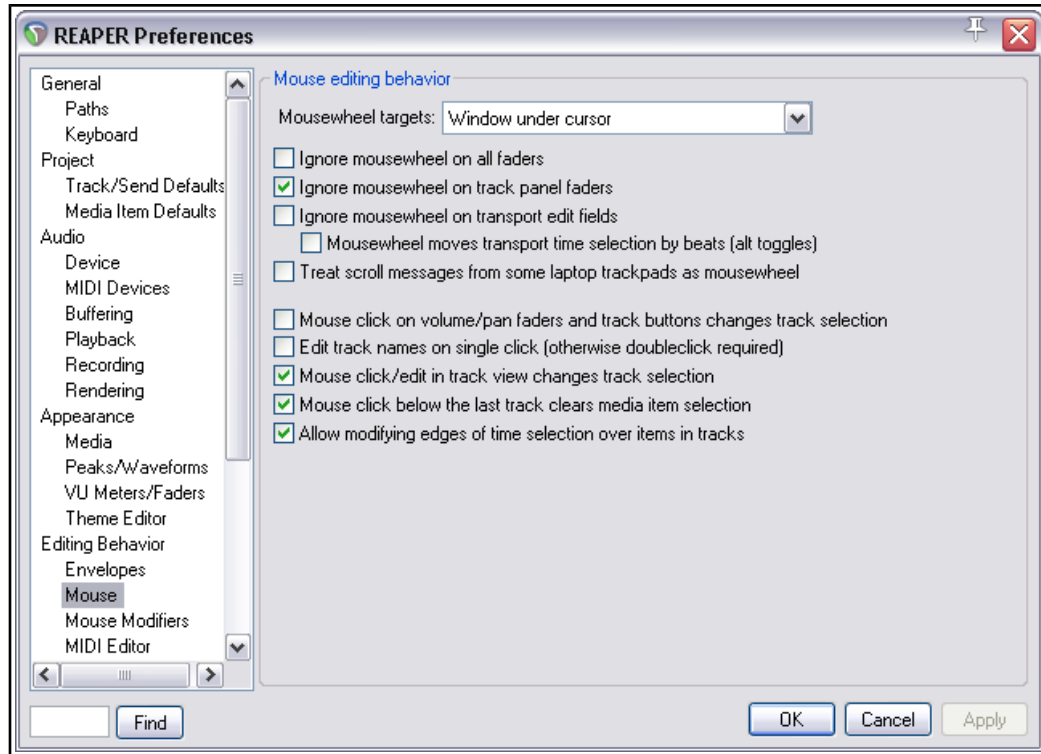 REAPER Preferences
General
Paths
Keyboard
Project
Track/Send Defaults
Media Item Defaults
Audio
Device
MIDI Devices
Buffering
Playback
Recording
Rendering
Appearance
Media
Peaks/Waveforms
VU Meters/Faders
Theme Editor
Editing Behavior
Envelopes
Mouse
Mouse Modifiers
MIDI Editor
Find
Mouse editing behavior
Mousewheel targets: Window under cursor
Ignore mousewheel on all faders
Ignore mousewheel on track panel faders
Ignore mousewheel on transport edit fields
Mousewheel moves transport time selection by beats (alt toggles)
Treat scroll messages from some laptop trackpads as mousewheel
Mouse click on volume/pan faders and track buttons changes track selection
Edit track names on single click (otherwise doubleclick required)
Mouse click/edit in track view changes track selection
Mouse click below the last track clears media item selection
Allow modifying edges of time selection over items in tracks
OK Cancel Apply